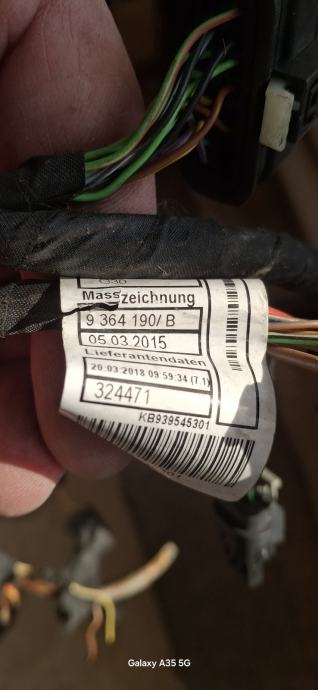 Masszeichnung
9 364 190/ B
05.03.2015
Lieferantendaten
20.03.2018 09.59.34 (7.1)
324471
KB939545301
Galaxy A35 5G